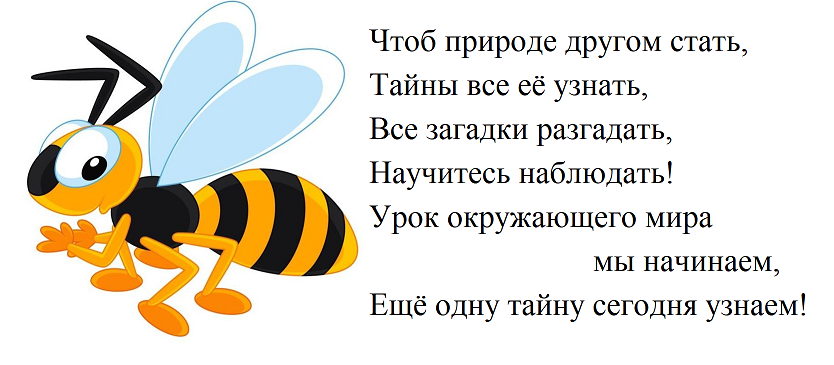 Чтоб природе другом стать,
Тайны все её узнать,
Все загадки разгадать,
Научитесь наблюдать!
Урок окружающего мира
мы начинаем,
Ещё одну тайну сегодня узнаем!